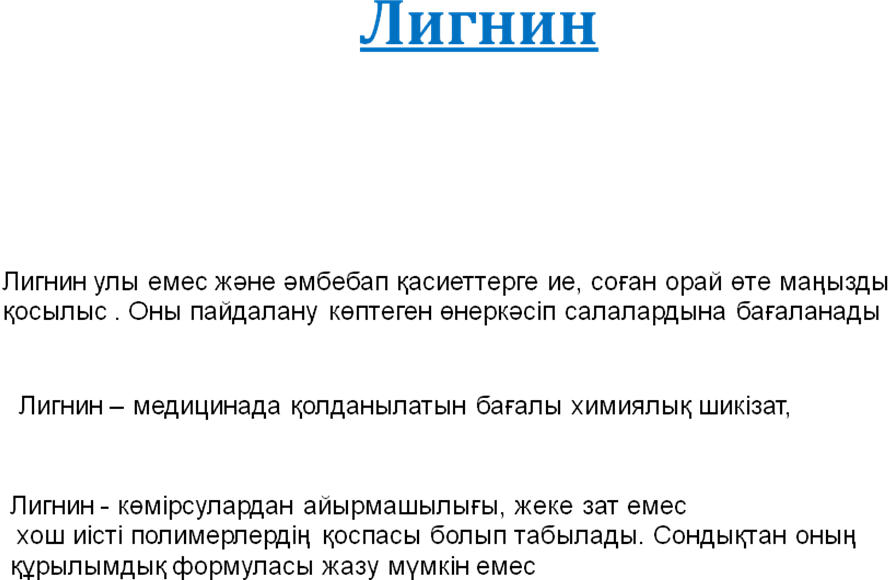 Лигнин
Лигнин улы емес және әмбебап қасиеттерге ие, соған орай өте маңызды
қосылыс . Оны пайдалану көптеген өнеркәсіп салалардына бағаланады
Лигнин – медицинада қолданылатын бағалы химиялық шикізат,
Лигнин - көмірсулардан айырмашылығы, жеке зат емес
хош иісті полимерлердің қоспасы болып табылады. Сондықтан оның
құрылымдық формуласы жазу мүмкін емес